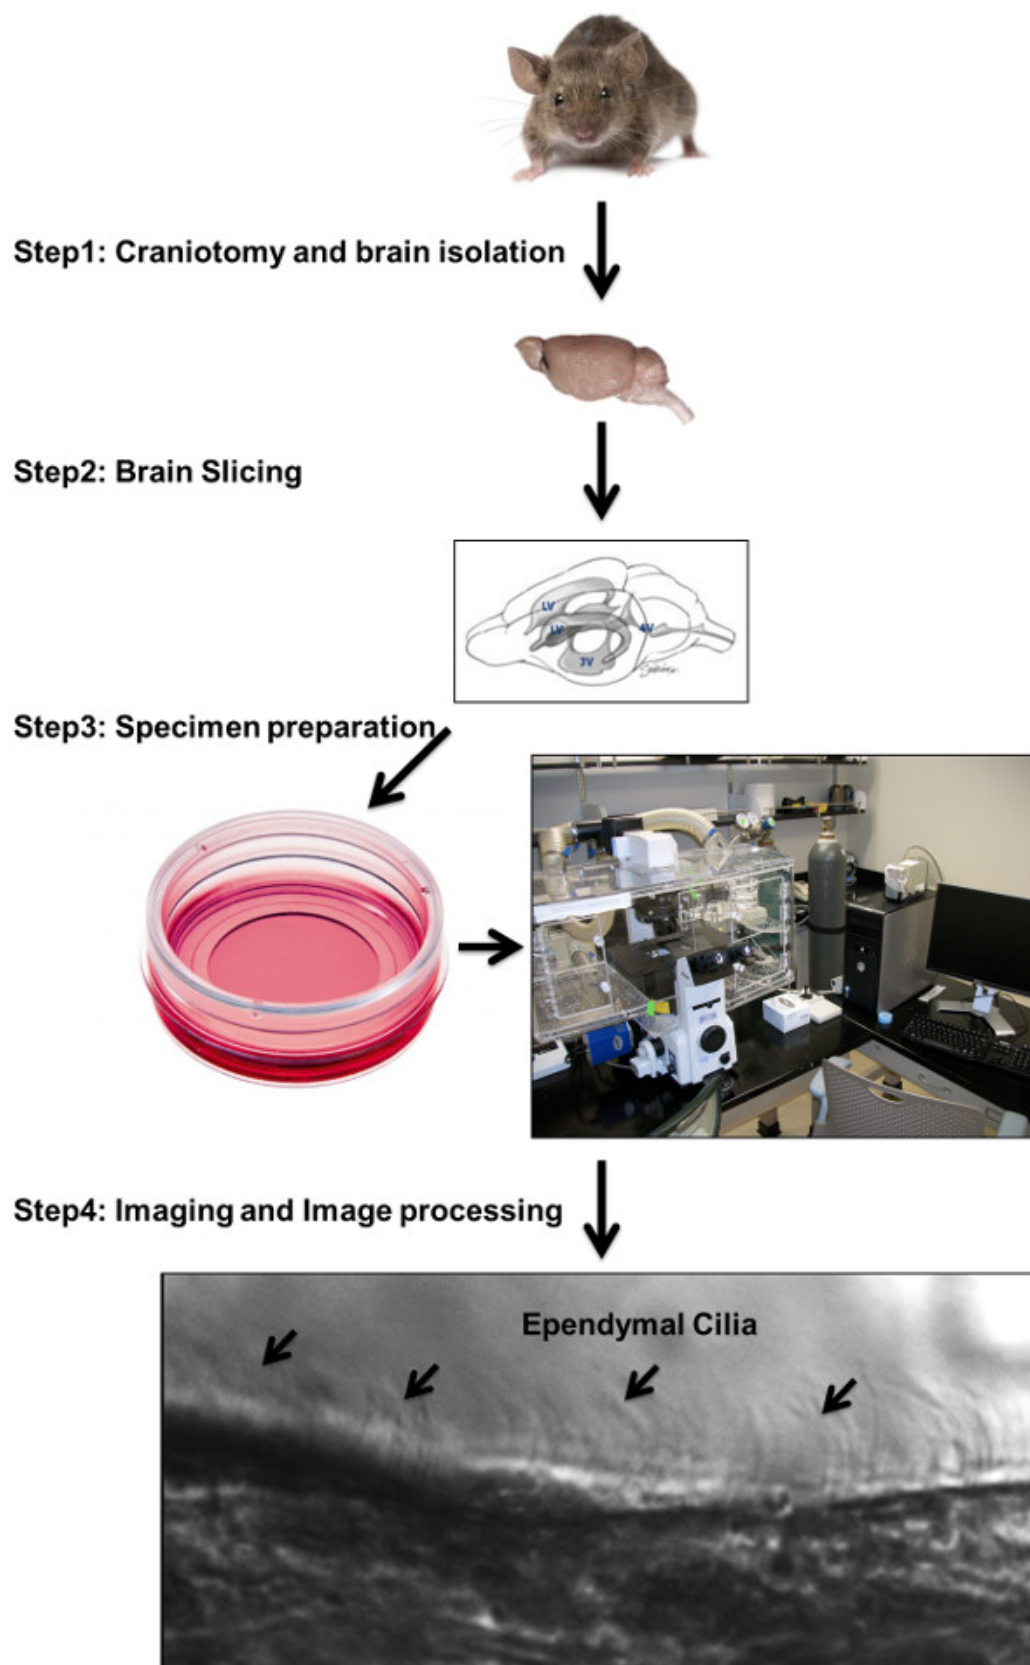 Step1: Craniotomy and brain isolation
Step2: Brain Slicing
LV
LV
4V
3V
Step3: Specimen preparation
Step4: Imaging and Image processing
Ependymal Cilia